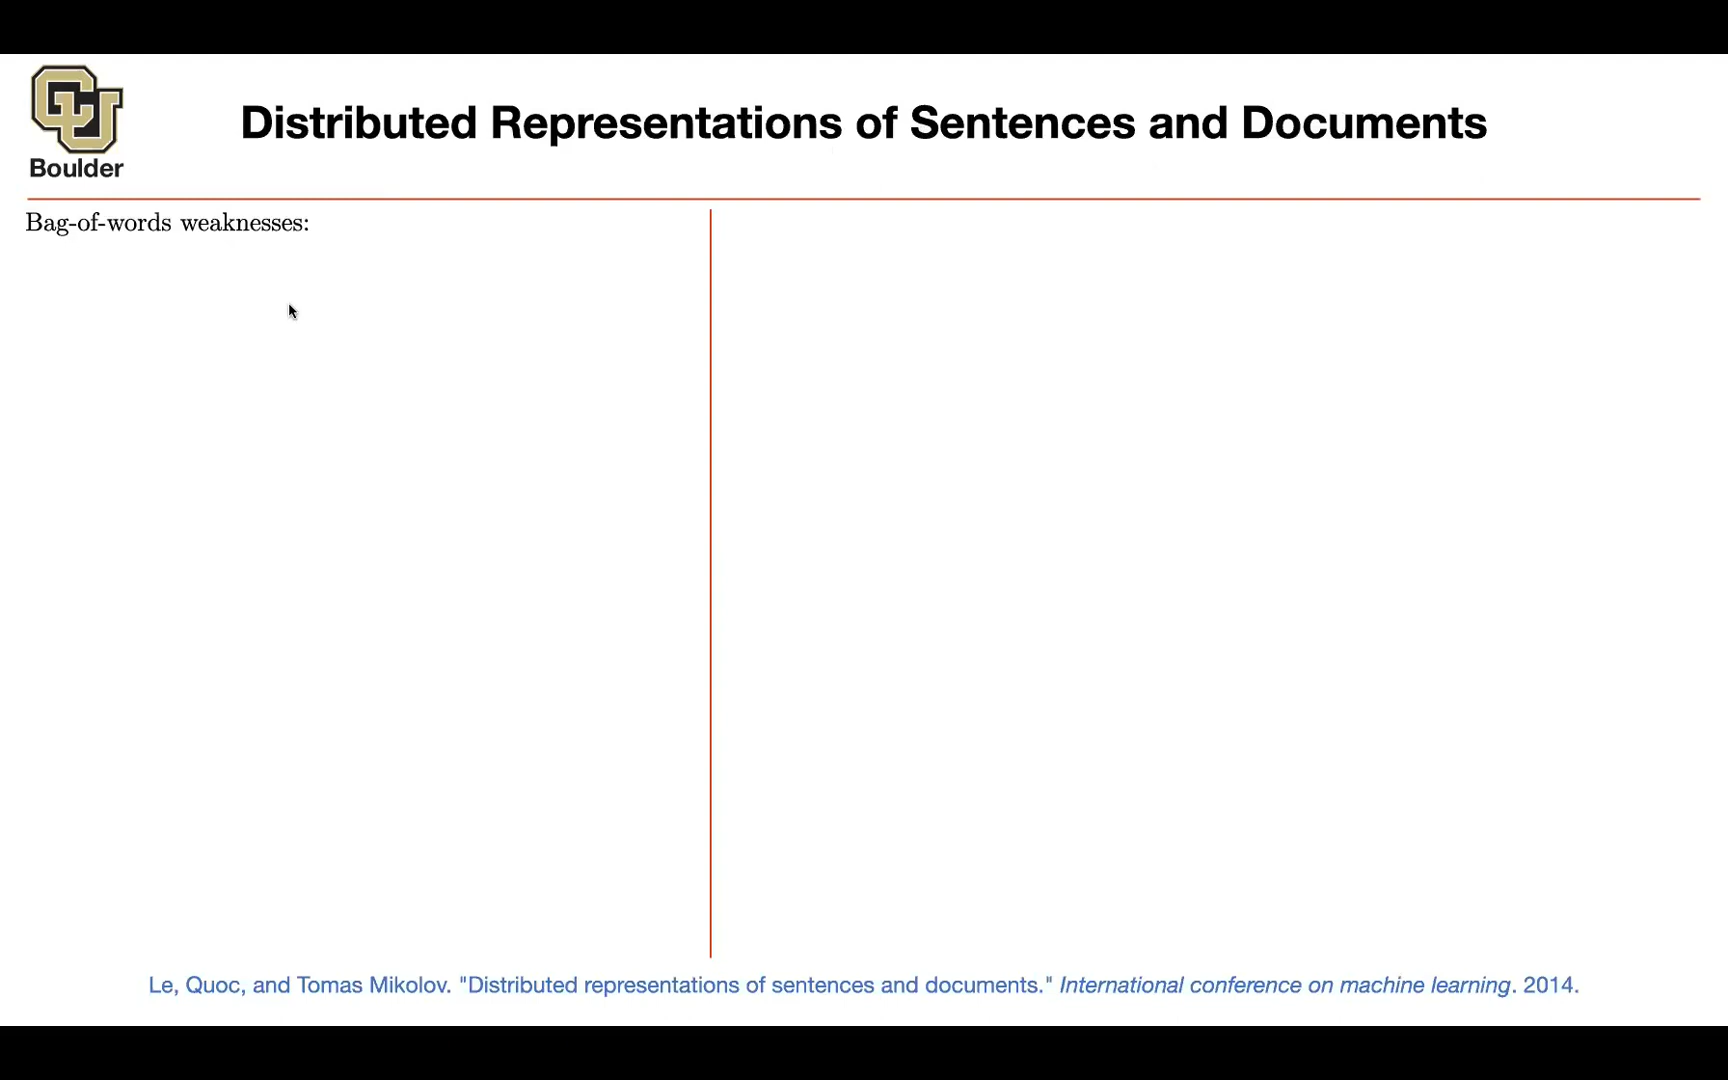 CU
Boulder
Distributed Representations of Sentences and Documents
Bag-of-words weaknesses:
Le, Quoc, and Tomas Mikolov. "Distributed representations of sentences and documents." International conference on machine learning. 2014.